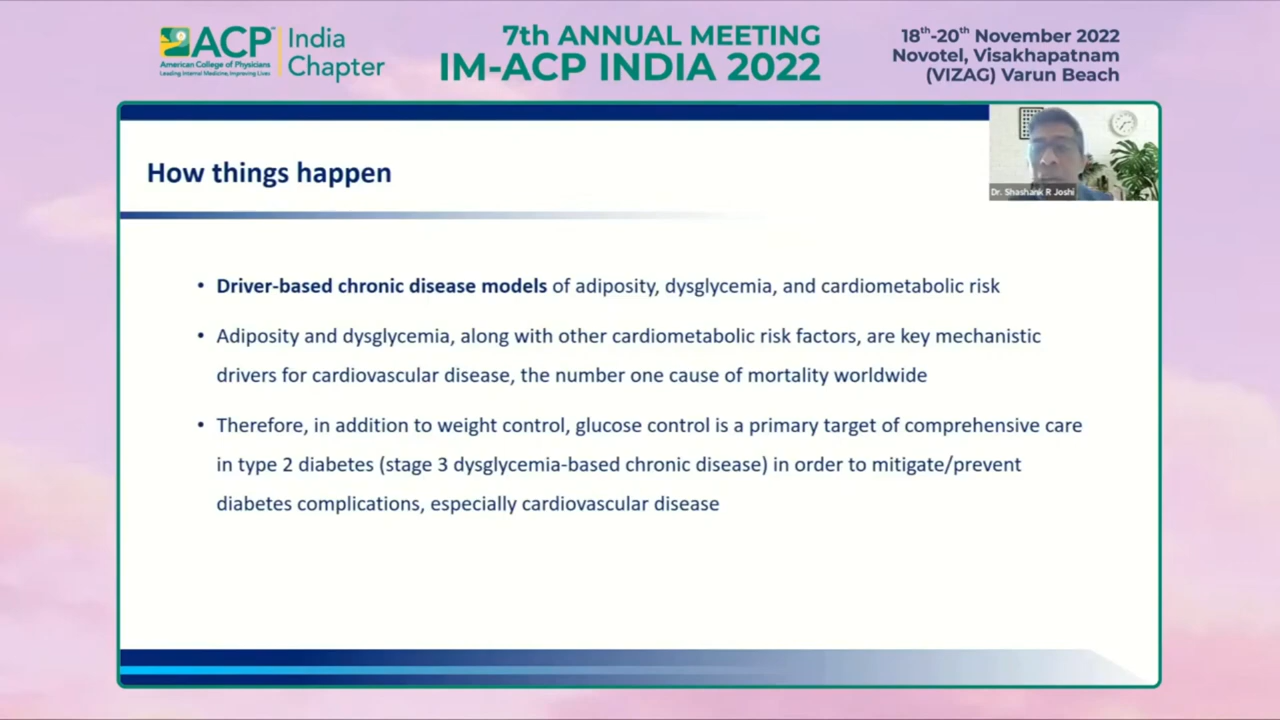 ACP
American College of Physicians
Leading Internal Medicine, Improving Lives
India
Chapter
7th ANNUAL MEETING
IM-ACP INDIA 2022
18th-20th November 2022
Novotel, Visakhapatnam
(VIZAG) Varun Beach
How things happen
Dr. Shashank R Joshi
• Driver-based chronic disease models of adiposity, dysglycemia, and cardiometabolic risk
• Adiposity and dysglycemia, along with other cardiometabolic risk factors, are key mechanistic
drivers for cardiovascular disease, the number one cause of mortality worldwide
• Therefore, in addition to weight control, glucose control is a primary target of comprehensive care
in type 2 diabetes (stage 3 dysglycemia-based chronic disease) in order to mitigate/prevent
diabetes complications, especially cardiovascular disease